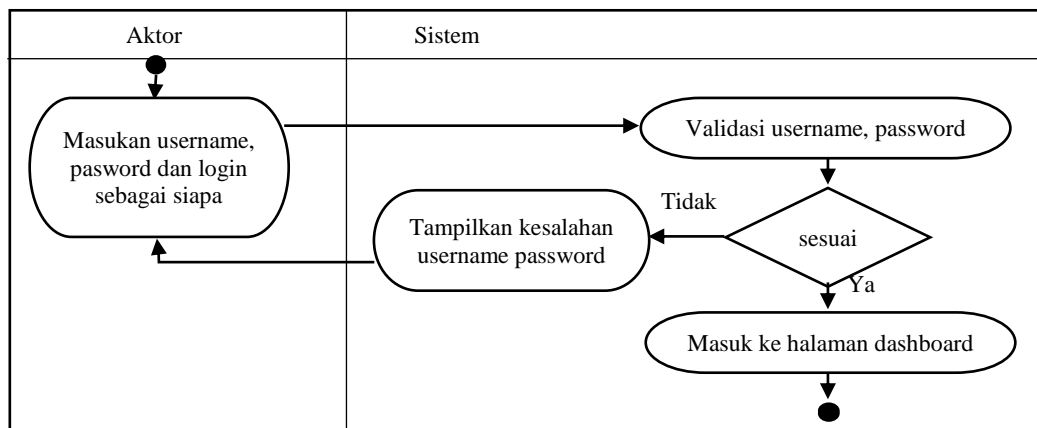 Aktor
Sistem
Masukan username,
pasword dan login
sebagai siapa
Validasi username, password
Tidak
Tampilkan kesalahan
username password
sesuai
Ya
Masuk ke halaman dashboard